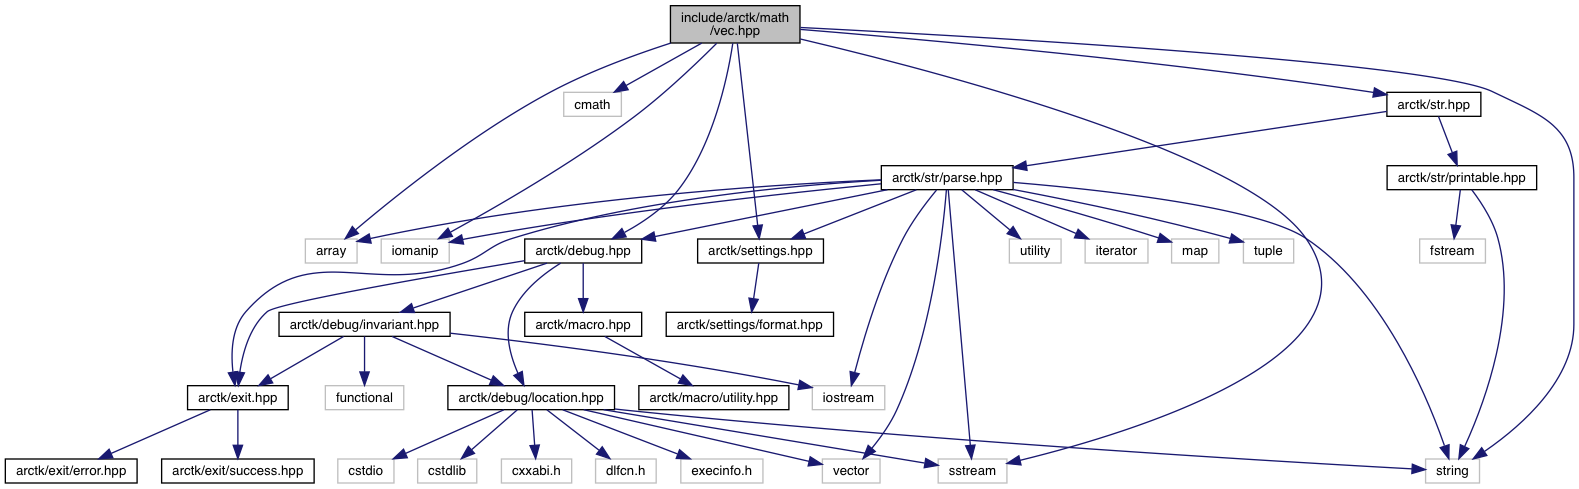 include/arctk/math
/vec.hpp
cmath
arctk/str.hpp
arctk/str/parse.hpp
arctk/str/printable.hpp
array
iomanip
arctk/debug.hpp
arctk/settings.hpp
utility
iterator
map
tuple
fstream
arctk/debug/invariant.hpp
arctk/macro.hpp
arctk/settings/format.hpp
arctk/exit.hpp
functional
arctk/debug/location.hpp
arctk/macro/utility.hpp
iostream
arctk/exit/error.hpp
arctk/exit/success.hpp
cstdio
cstdlib
cxxabi.h
dlfcn.h
execinfo.h
vector
sstream
string